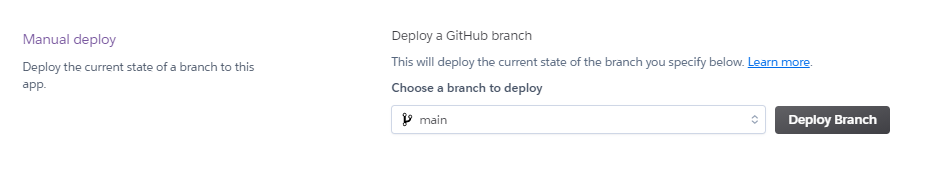 Manual deploy
Deploy the current state of a branch to this
app.
Deploy a GitHub branch
This will deploy the current state of the branch you specify below. Learn more.
Choose a branch to deploy
main
Deploy Branch